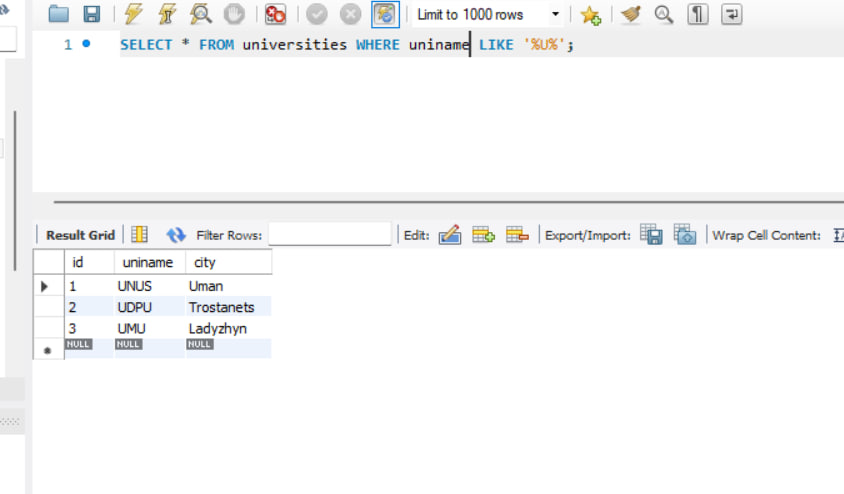 Limit to 1000 rows
1 SELECT * FROM universities WHERE uniname LIKE '%U%';
Result Grid Filter Rows: Edit: Export/Import: Wrap Cell Content:
id uniname city
1 UNUS Uman
2 UDPU Trostanets
3 UMU Ladyzhyn
NULL NULL NULL